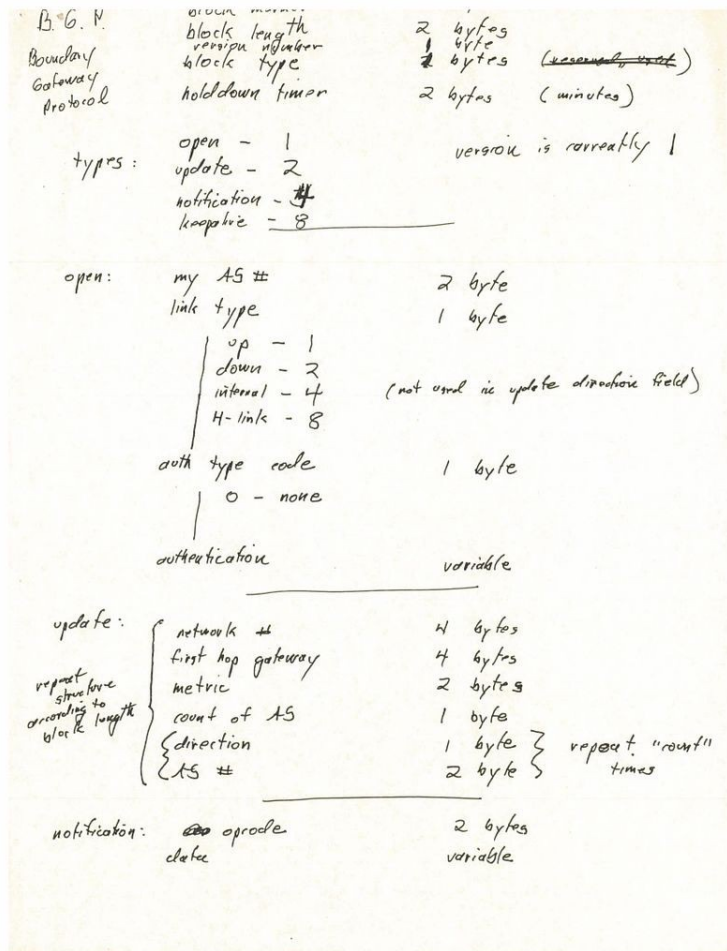 B.G.P. block marker
block length 2 bytes
Boundary version number 1 byte
block type 1 bytes (reserved, used)
Gateway
Protocol holddown timer 2 bytes (minutes)
types: open - 1 version is currently 1
update - 2
notification - 4
keepalive - 8
open: my AS # 2 byte
link type 1 byte
up - 1
down - 2
internal - 4 (not used in update direction field)
H-link - 8
auth type code 1 byte
0 - none
authentication variable
update: network # 4 bytes
first hop gateway 4 bytes
repeat structure according to block length
metric 2 bytes
count of AS 1 byte
direction 1 byte
repeat "count" times
AS # 2 byte
notification: opcode 2 bytes
data variable